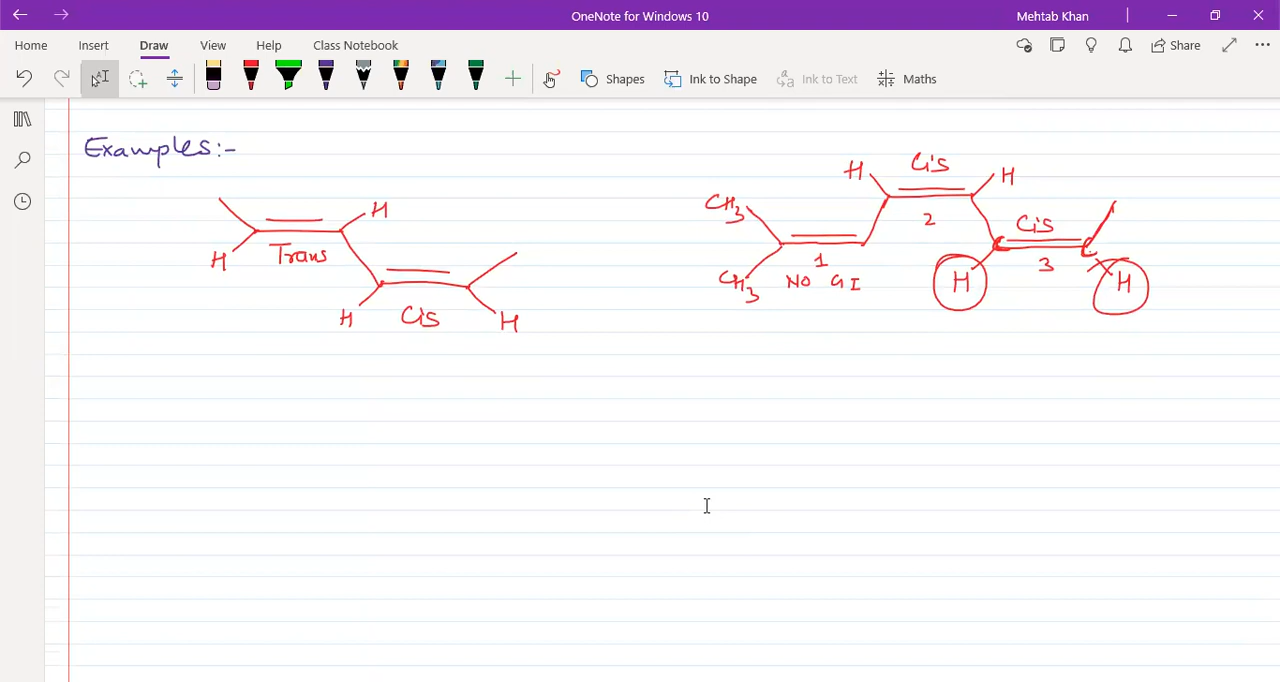 OneNote for Windows 10
Mehtab Khan
Home Insert Draw View Help Class Notebook
Share
Shapes Ink to Shape Ink to Text Maths
Examples:-
H
Trans
H
H
Cis
H
H Cis H
CH3
2
Cis
CH3
1
NO GI
3
H
H